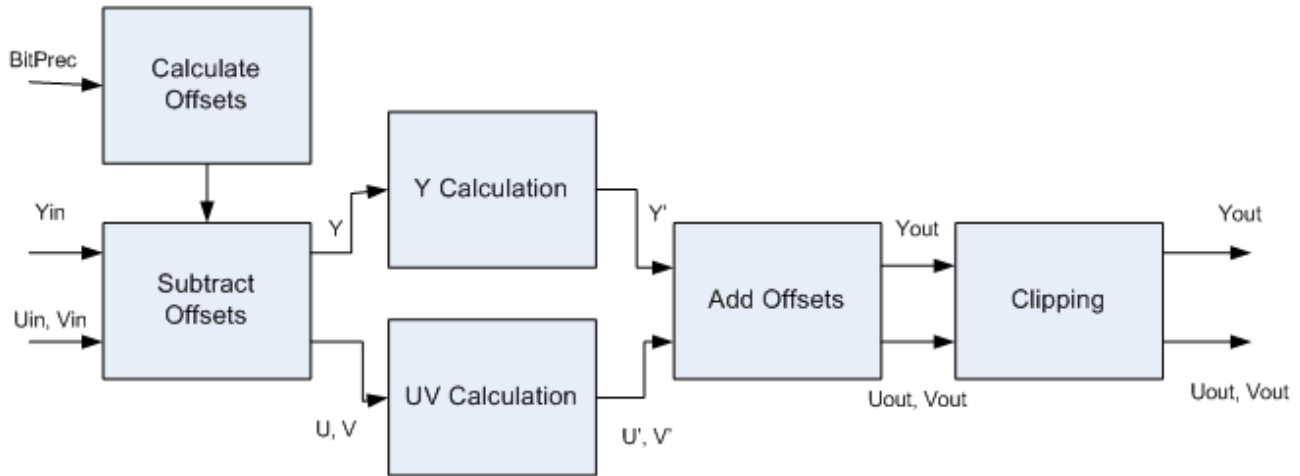 BitPrec
Calculate
Offsets
Yin
Y
Y Calculation
Y'
Yout
Yout
Subtract
Offsets
Add Offsets
Clipping
Uin, Vin
UV Calculation
U, V
U', V'
Uout, Vout
Uout, Vout